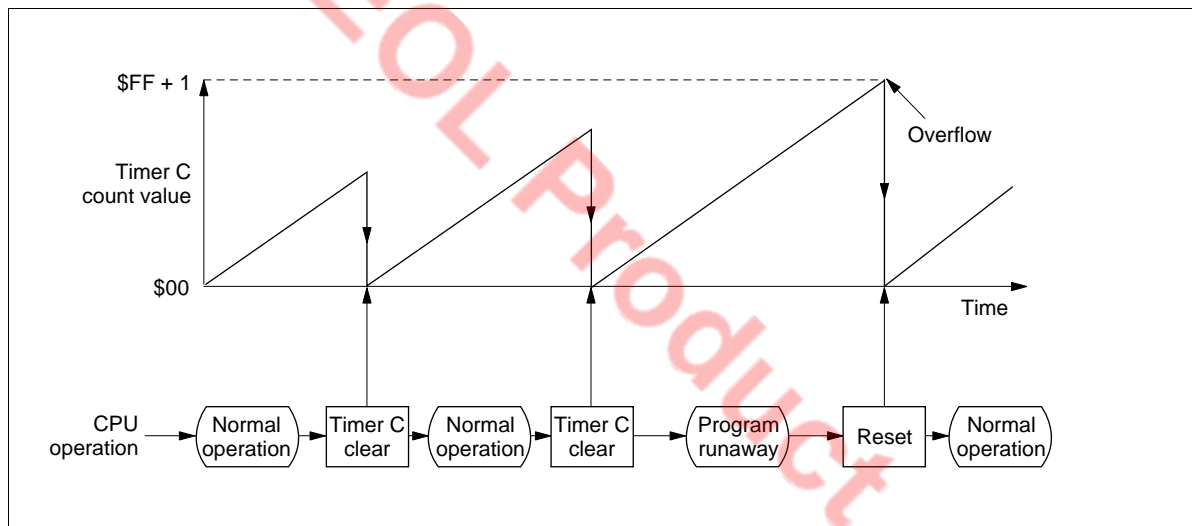 $FF + 1
Overflow
Timer C
count value
$00
Time
CPU
operation
Normal
operation
Timer C
clear
Normal
operation
Timer C
clear
Program
runaway
Reset
Normal
operation
EOL Product